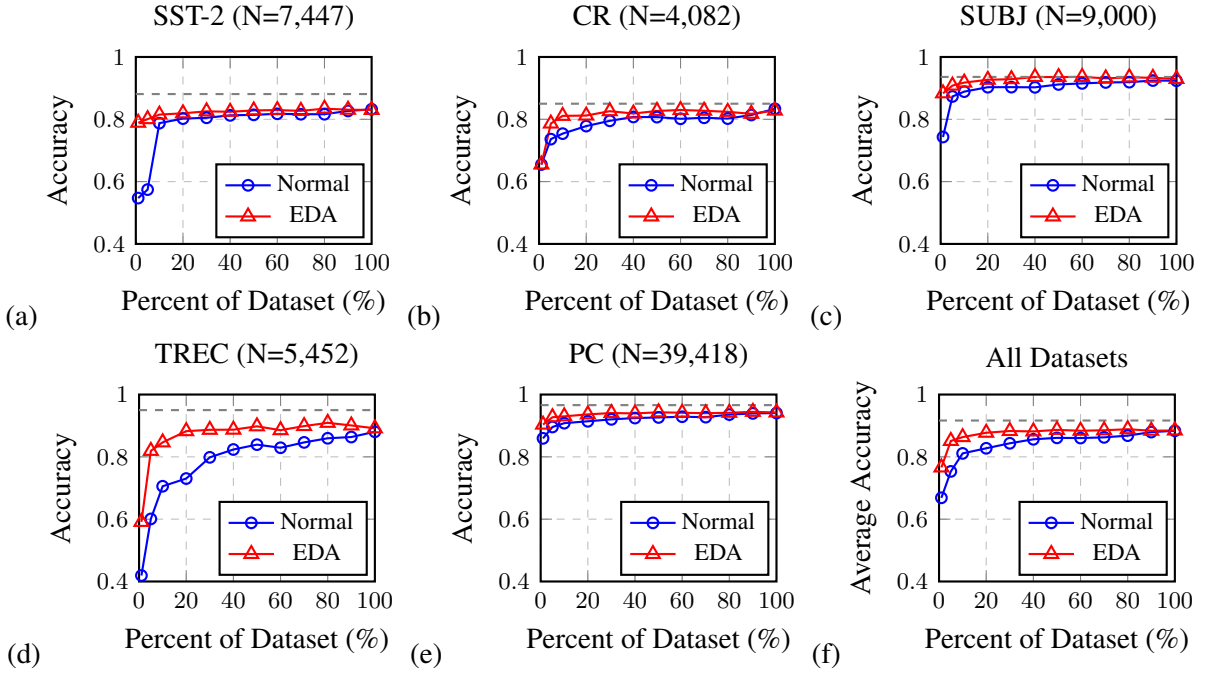 SST-2 (N=7,447)
1
0.8
0.6
0.4
0 20 40 60 80 100
Accuracy
Percent of Dataset (%)
Normal
EDA
(a)
CR (N=4,082)
1
0.8
0.6
0.4
0 20 40 60 80 100
Accuracy
Percent of Dataset (%)
Normal
EDA
(b)
SUBJ (N=9,000)
1
0.8
0.6
0.4
0 20 40 60 80 100
Accuracy
Percent of Dataset (%)
Normal
EDA
(c)
TREC (N=5,452)
1
0.8
0.6
0.4
0 20 40 60 80 100
Accuracy
Percent of Dataset (%)
Normal
EDA
(d)
PC (N=39,418)
1
0.8
0.6
0.4
0 20 40 60 80 100
Accuracy
Percent of Dataset (%)
Normal
EDA
(e)
All Datasets
1
0.8
0.6
0.4
0 20 40 60 80 100
Average Accuracy
Percent of Dataset (%)
Normal
EDA
(f)